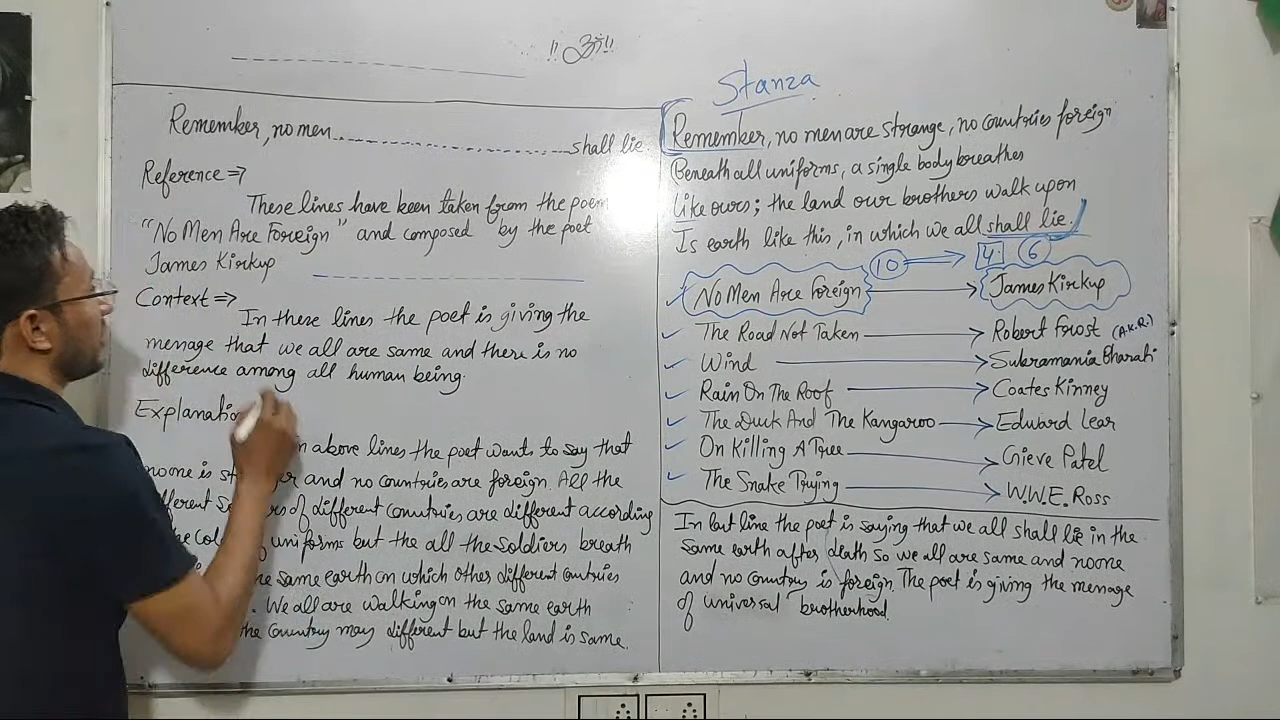 !! ॐ !!
Remember, no men..............................shall lie.
Reference ⇒
These lines have been taken from the poem
"No Men Are Foreign" and composed by the poet
James Kirkup
Context ⇒
In these lines the poet is giving the
menage that we all are same and there is no
difference among all human being.
Explanatio
in above lines the poet wants to say that
noone is and no countries are foreign. All the
of different countries are different according
uniforms but the all the soldiers breath
same earth on which other different countries
. We all are walking on the same earth
the country may different but the land is same.
Stanza
Remember, no men are strange, no countries foreign
Beneath all uniforms, a single body breathes
Like ours; the land our brothers walk upon
Is earth like this, in which we all shall lie.
10 ⇒ 4 6
No Men Are Foreign → James Kirkup
The Road Not Taken → Robert Frost (A.K.R.)
Wind → Subramania Bharati
Rain On The Roof → Coates Kinney
The Duck And The Kangaroo → Edward Lear
On Killing A Tree → Gieve Patel
The Snake Trying → W.W.E. Ross
In last line the poet is saying that we all shall lie in the
same earth after death so we all are same and noone
and no country is foreign. The poet is giving the menage
of universal brotherhood.